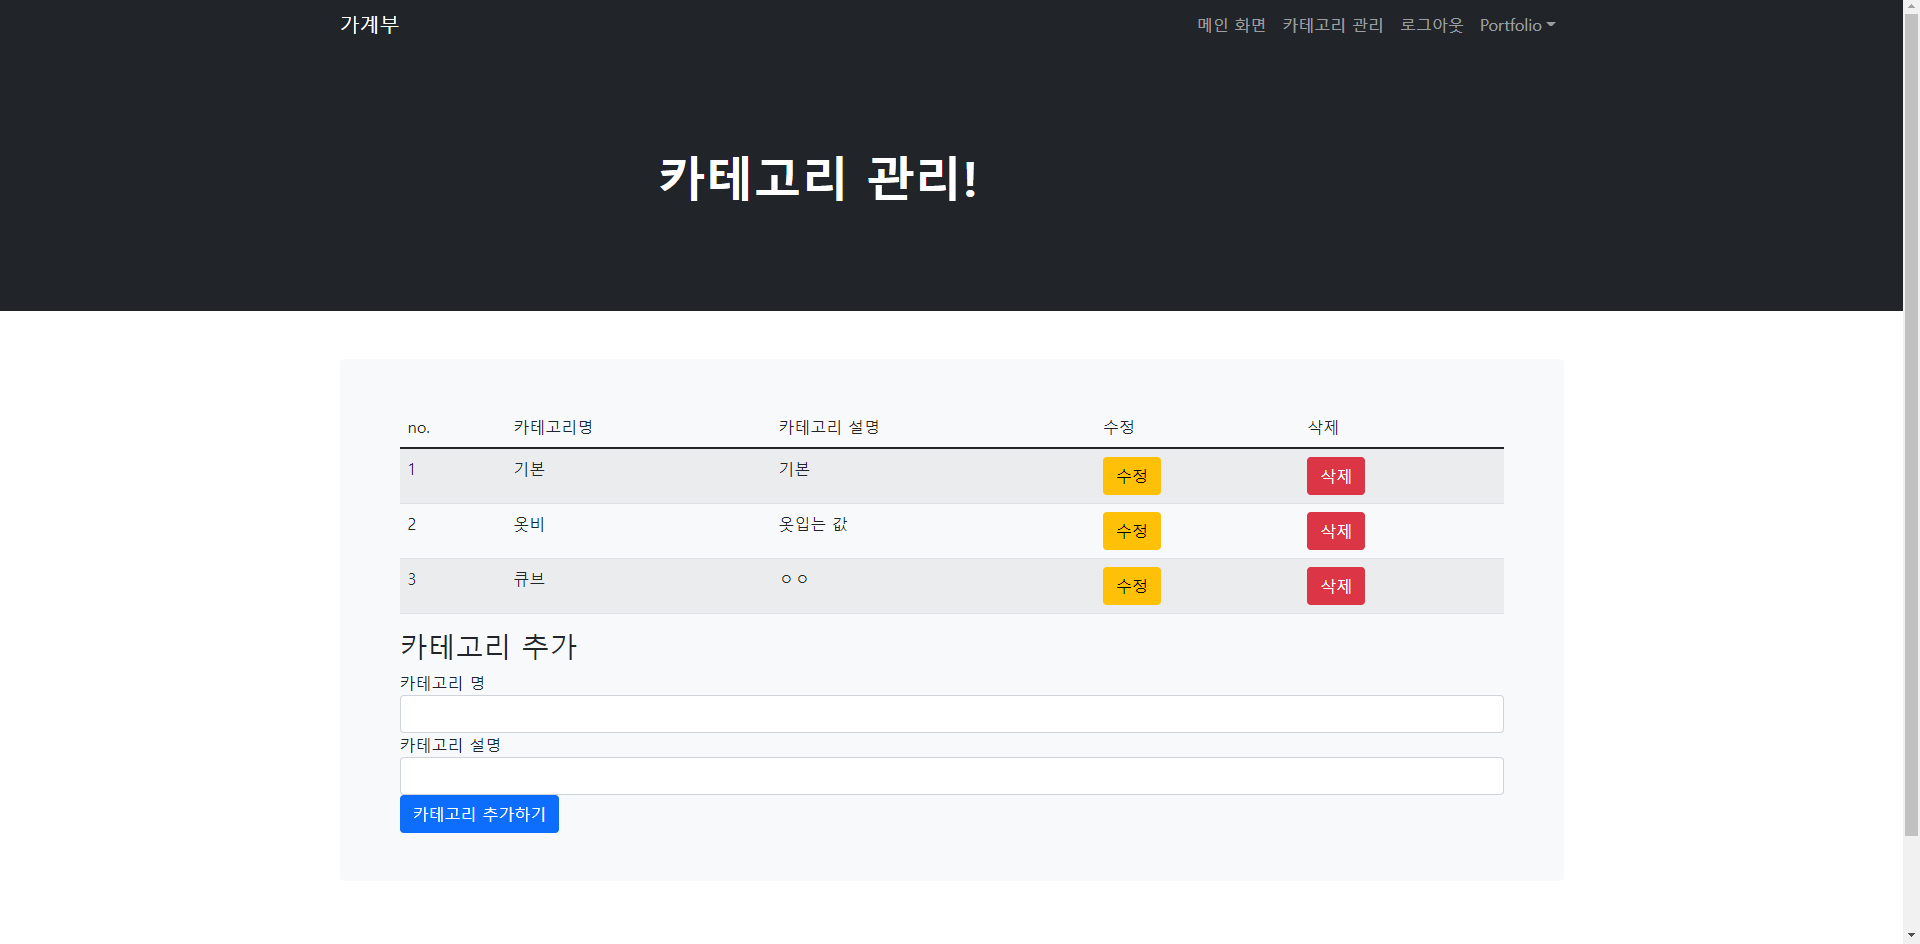 가계부 메인 화면 카테고리 관리 로그아웃 Portfolio
카테고리 관리!
no. 카테고리명 카테고리 설명 수정 삭제
1 기본 기본 수정 삭제
2 옷비 옷입는 값 수정 삭제
3 큐브 ㅇㅇ 수정 삭제
카테고리 추가
카테고리 명
카테고리 설명
카테고리 추가하기